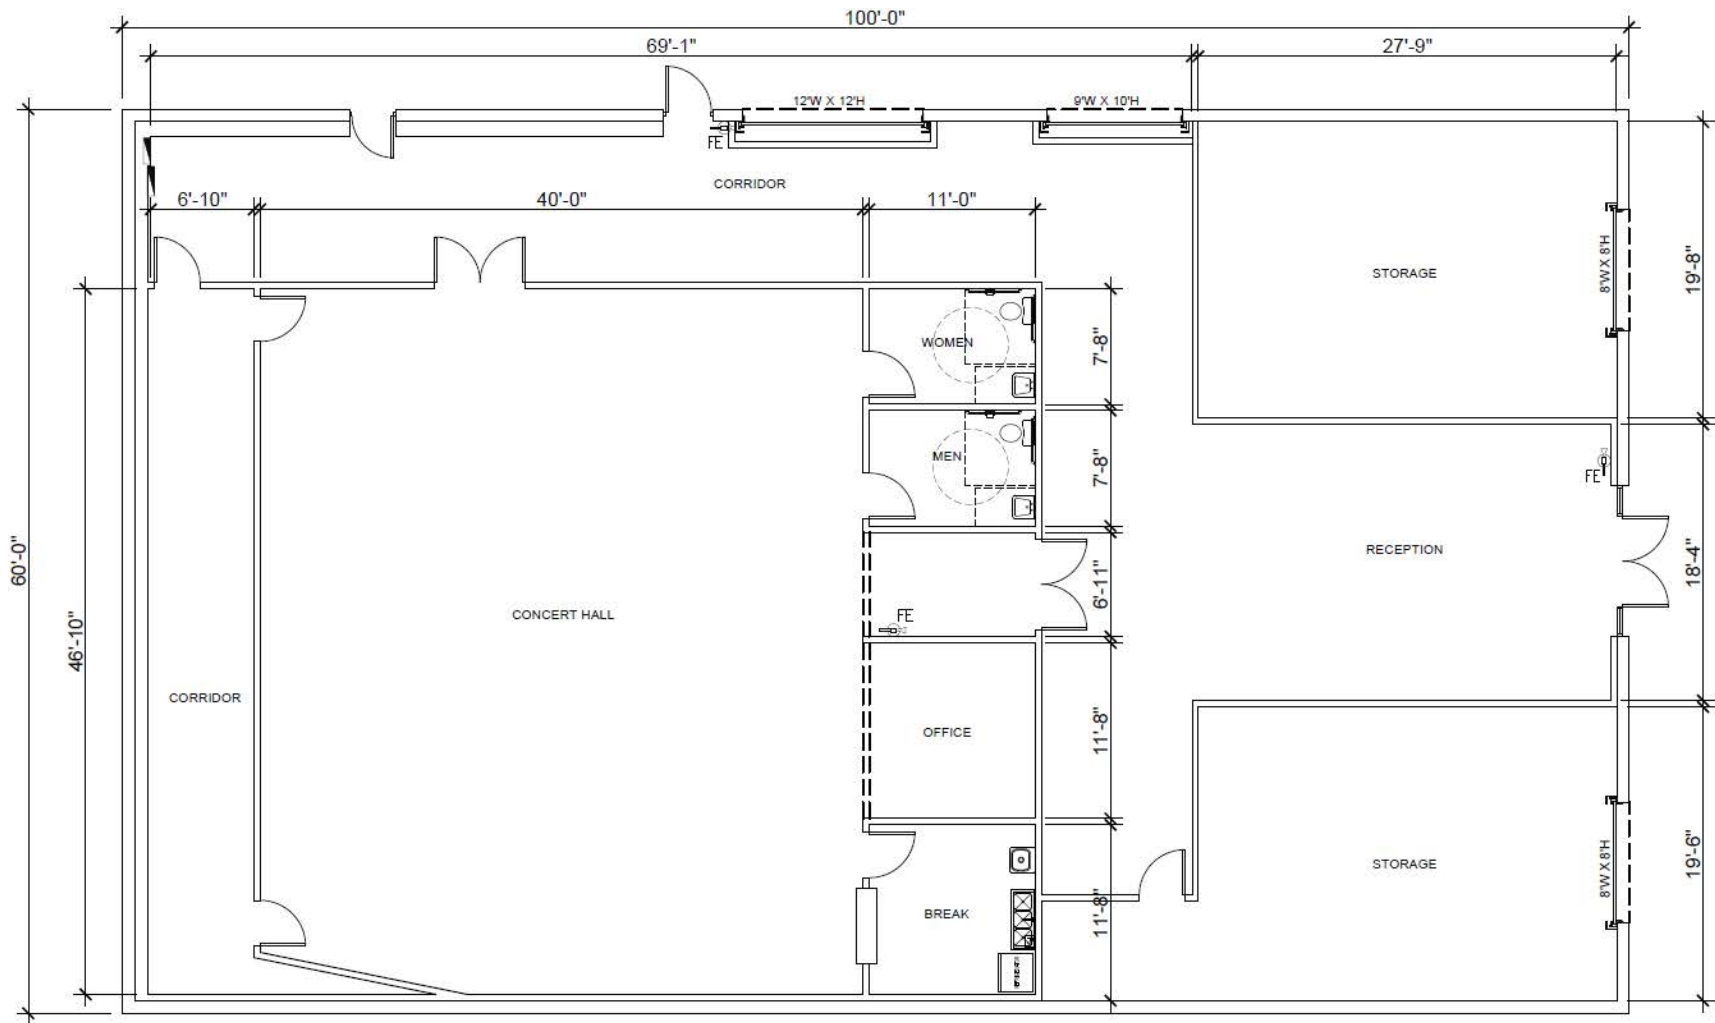 100'-0"
69'-1"
27'-9"
12'W X 12'H
9'W X 10'H
FE
CORRIDOR
6'-10"
40'-0"
11'-0"
STORAGE
8'W X 8'H
19'-8"
WOMEN
7'-8"
MEN
7'-8"
FE
RECEPTION
18'-4"
60'-0"
6'-11"
CONCERT HALL
FE
46'-10"
CORRIDOR
OFFICE
11'-8"
STORAGE
8'W X 8'H
19'-6"
BREAK
11'-8"